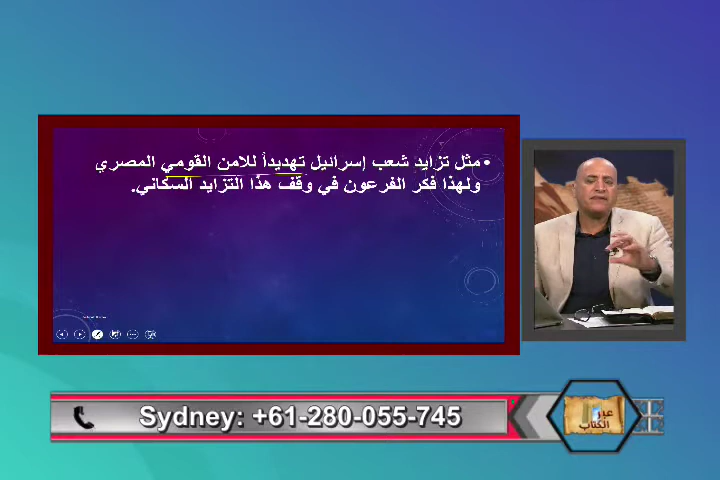 • مثل تزايد شعب إسرائيل تهديداً للامن القومي المصري
ولهذا فكر الفرعون في وقف هذا التزايد السكاني.
Sydney: +61-280-055-745
عبر
الكتاب